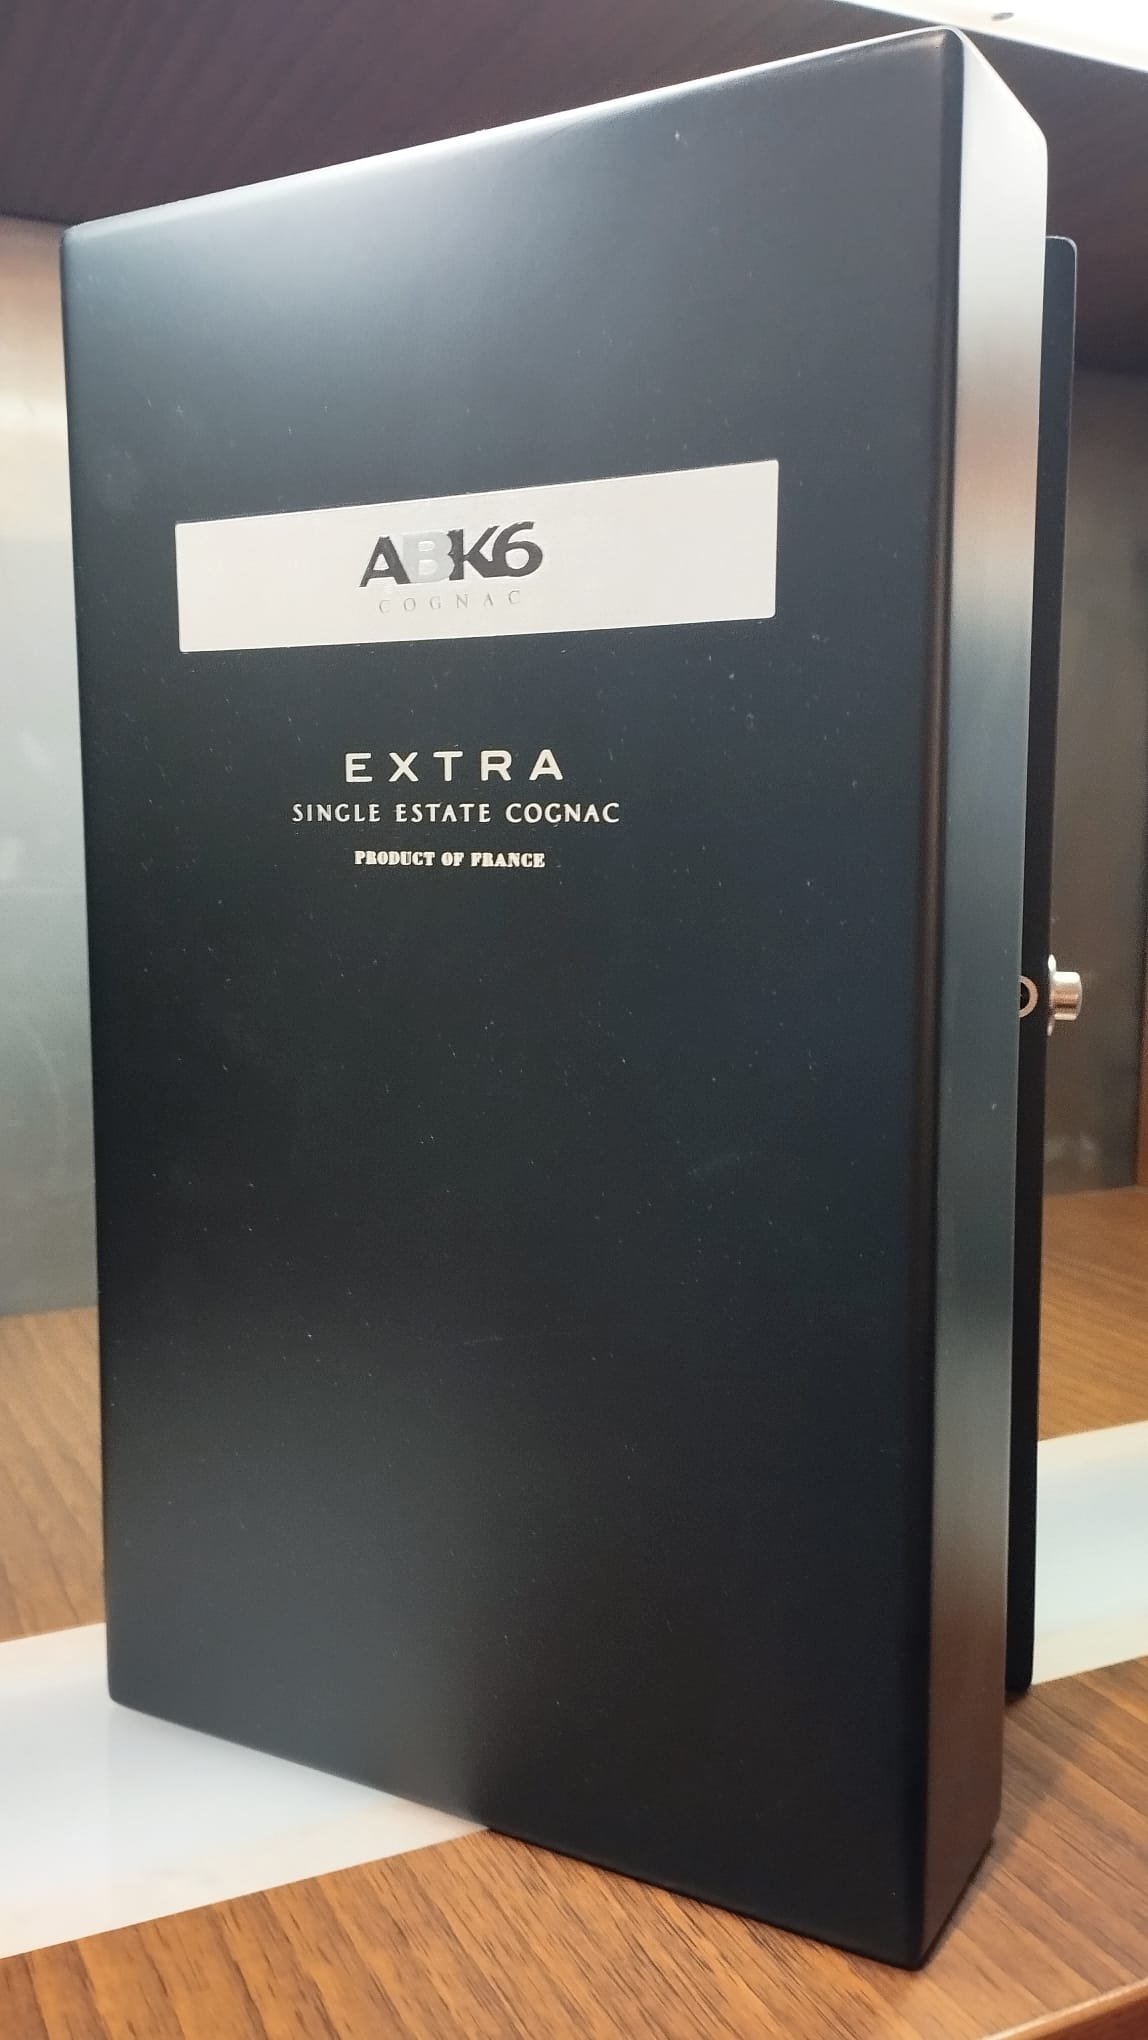 ABK6
COGNAC
EXTRA
SINGLE ESTATE COGNAC
PRODUCT OF FRANCE